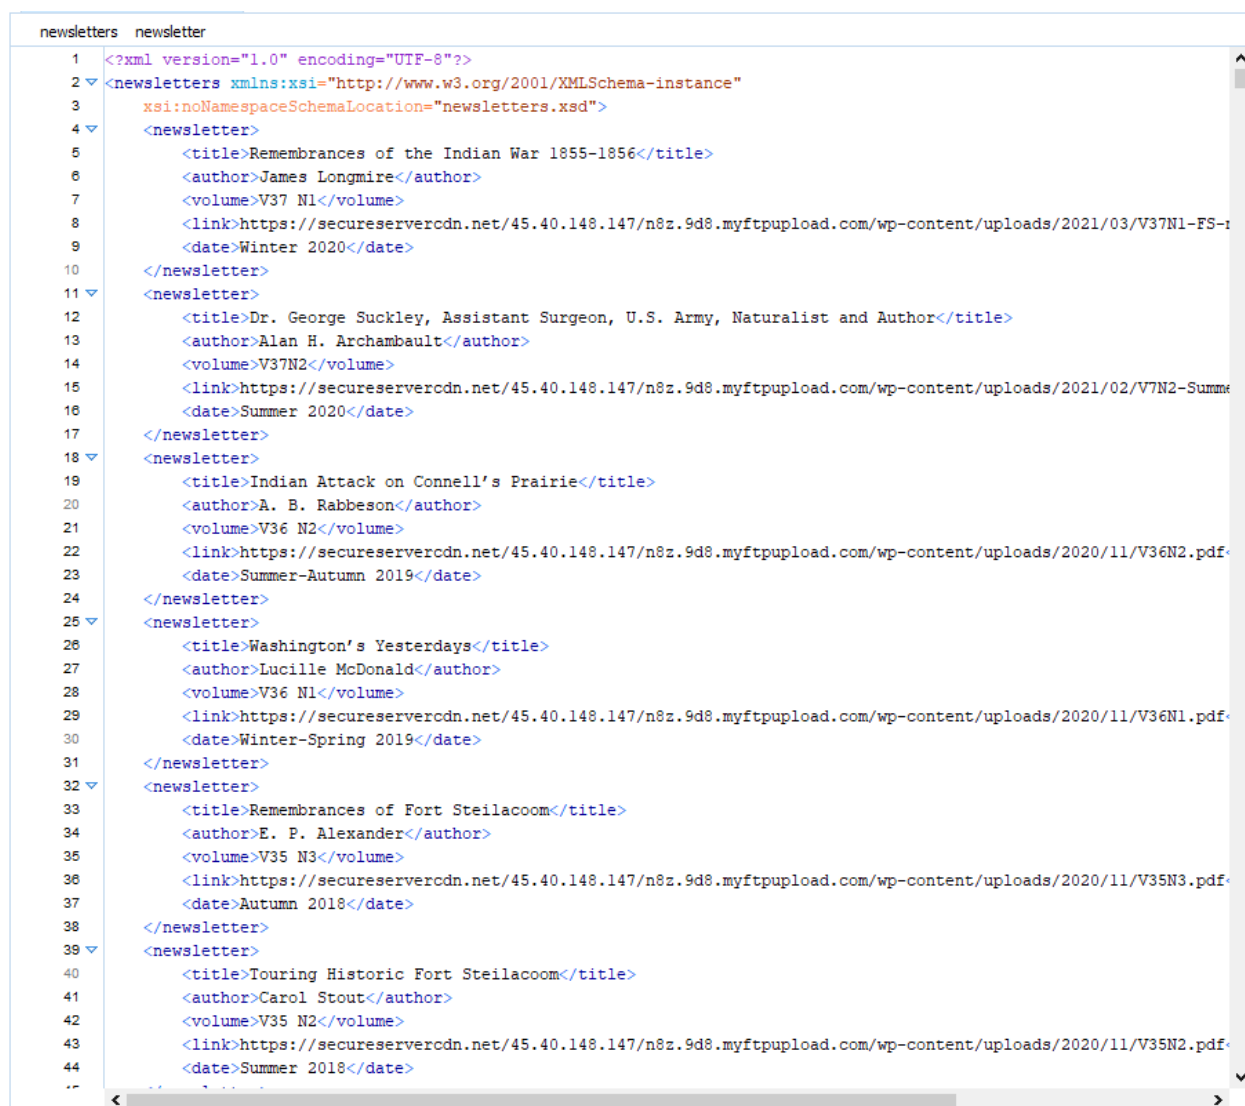 newsletters newsletter
1 <?xml version="1.0" encoding="UTF-8"?>
2 <newsletters xmlns:xsi="http://www.w3.org/2001/XMLSchema-instance"
3 xsi:noNamespaceSchemaLocation="newsletters.xsd">
4 <newsletter>
5 <title>Remembrances of the Indian War 1855-1856</title>
6 <author>James Longmire</author>
7 <volume>V37 N1</volume>
8 <link>https://secureservercdn.net/45.40.148.147/n8z.9d8.myftpupload.com/wp-content/uploads/2021/03/V37N1-FS-
9 <date>Winter 2020</date>
10 </newsletter>
11 <newsletter>
12 <title>Dr. George Suckley, Assistant Surgeon, U.S. Army, Naturalist and Author</title>
13 <author>Alan H. Archambault</author>
14 <volume>V37N2</volume>
15 <link>https://secureservercdn.net/45.40.148.147/n8z.9d8.myftpupload.com/wp-content/uploads/2021/02/V7N2-Summe
16 <date>Summer 2020</date>
17 </newsletter>
18 <newsletter>
19 <title>Indian Attack on Connell’s Prairie</title>
20 <author>A. B. Rabbeson</author>
21 <volume>V36 N2</volume>
22 <link>https://secureservercdn.net/45.40.148.147/n8z.9d8.myftpupload.com/wp-content/uploads/2020/11/V36N2.pdf<
23 <date>Summer-Autumn 2019</date>
24 </newsletter>
25 <newsletter>
26 <title>Washington’s Yesterdays</title>
27 <author>Lucille McDonald</author>
28 <volume>V36 N1</volume>
29 <link>https://secureservercdn.net/45.40.148.147/n8z.9d8.myftpupload.com/wp-content/uploads/2020/11/V36N1.pdf<
30 <date>Winter-Spring 2019</date>
31 </newsletter>
32 <newsletter>
33 <title>Remembrances of Fort Steilacoom</title>
34 <author>E. P. Alexander</author>
35 <volume>V35 N3</volume>
36 <link>https://secureservercdn.net/45.40.148.147/n8z.9d8.myftpupload.com/wp-content/uploads/2020/11/V35N3.pdf<
37 <date>Autumn 2018</date>
38 </newsletter>
39 <newsletter>
40 <title>Touring Historic Fort Steilacoom</title>
41 <author>Carol Stout</author>
42 <volume>V35 N2</volume>
43 <link>https://secureservercdn.net/45.40.148.147/n8z.9d8.myftpupload.com/wp-content/uploads/2020/11/V35N2.pdf<
44 <date>Summer 2018</date>